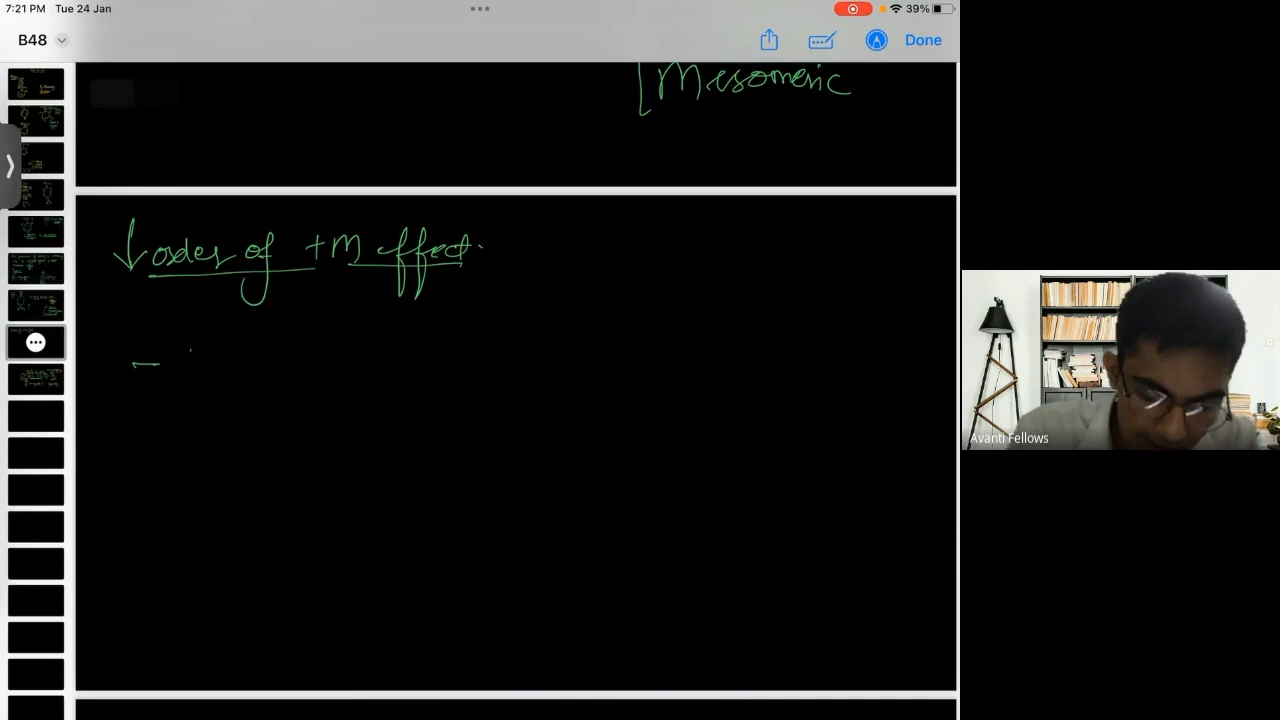 7:21 PM Tue 24 Jan
39%
B48
Done
Mesomeric
↓ order of +M effect.
Avanti Fellows